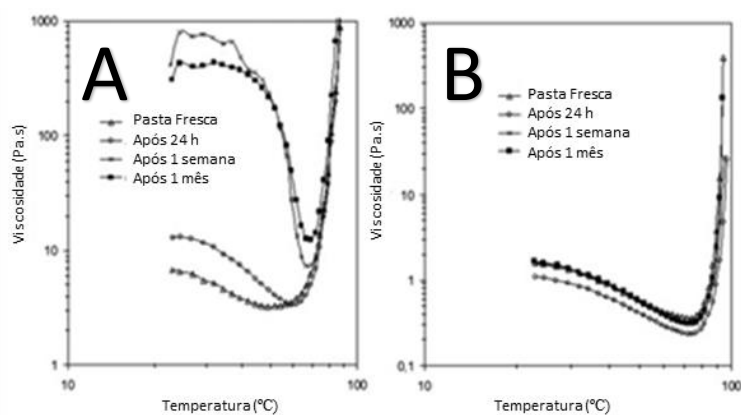 A
1000
100
10
1
10
100
Viscosidade (Pa.s)
Temperatura (°C)
Pasta Fresca
Após 24 h
Após 1 semana
Após 1 mês
B
1000
100
10
1
0,1
10
100
Viscosidade (Pa.s)
Temperatura (°C)
Pasta Fresca
Após 24 h
Após 1 semana
Após 1 mês